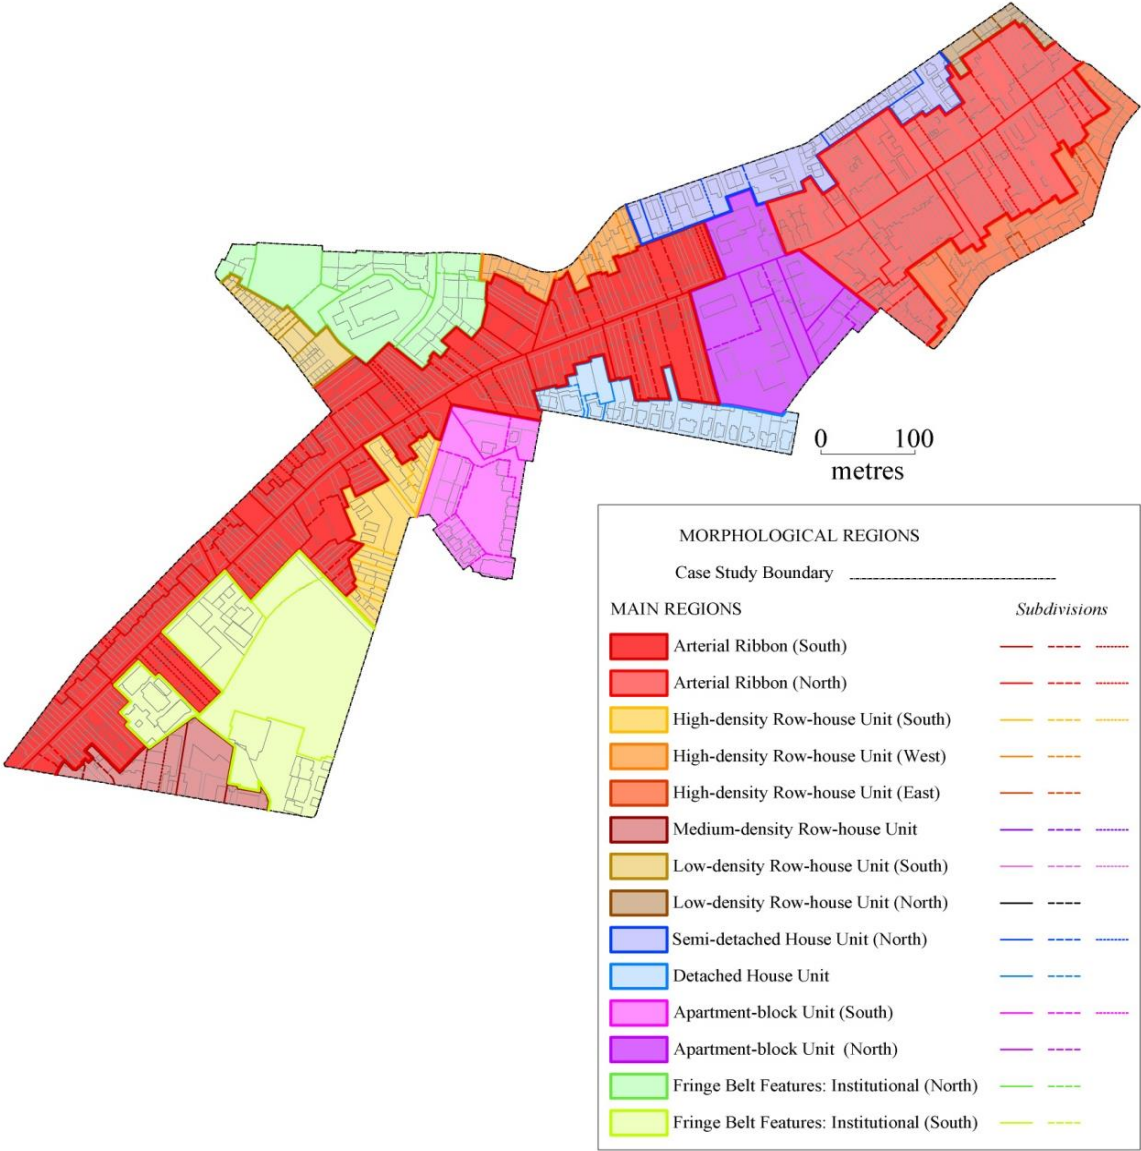 0 100
metres
MORPHOLOGICAL REGIONS
Case Study Boundary
MAIN REGIONS Subdivisions
Arterial Ribbon (South)
Arterial Ribbon (North)
High-density Row-house Unit (South)
High-density Row-house Unit (West)
High-density Row-house Unit (East)
Medium-density Row-house Unit
Low-density Row-house Unit (South)
Low-density Row-house Unit (North)
Semi-detached House Unit (North)
Detached House Unit
Apartment-block Unit (South)
Apartment-block Unit (North)
Fringe Belt Features: Institutional (North)
Fringe Belt Features: Institutional (South)